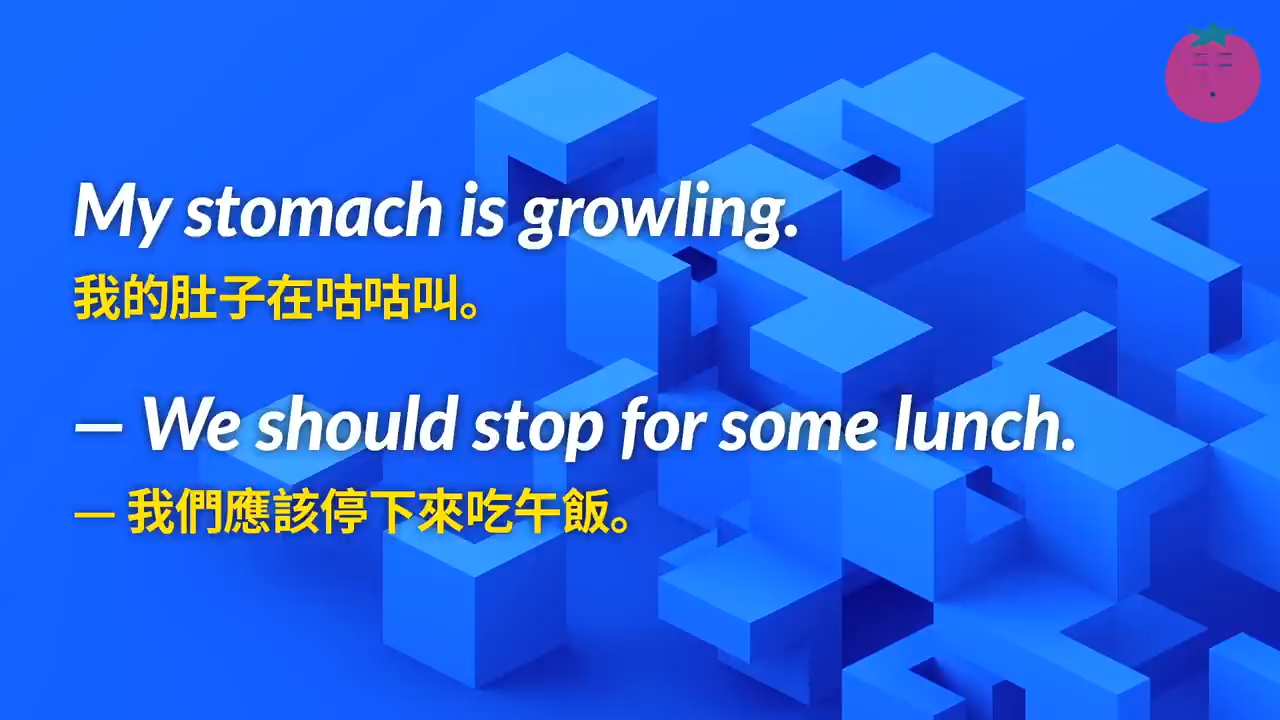 My stomach is growling.
我的肚子在咕咕叫。
— We should stop for some lunch.
— 我們應該停下來吃午飯。